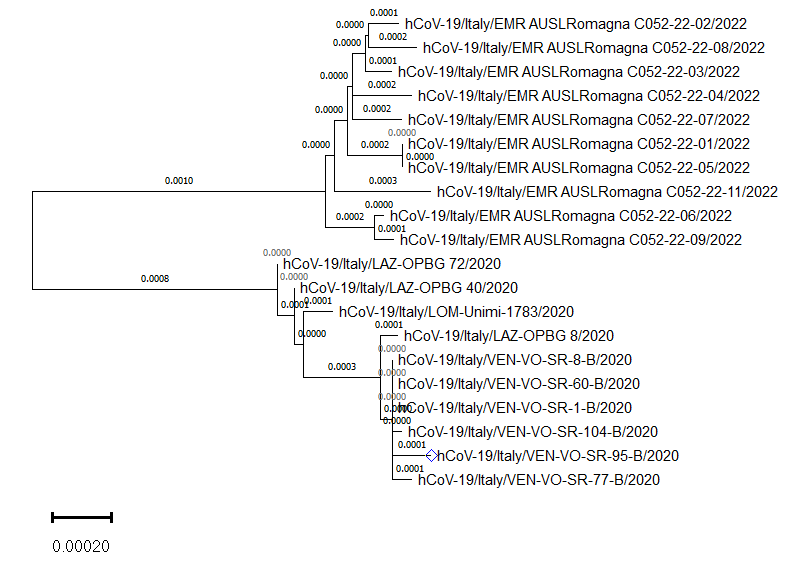 0.0001
hCoV-19/Italy/EMR AUSLRomagna C052-22-02/2022
0.0000
0.0002
hCoV-19/Italy/EMR AUSLRomagna C052-22-08/2022
0.0000
0.0001
hCoV-19/Italy/EMR AUSLRomagna C052-22-03/2022
0.0000
0.0002
hCoV-19/Italy/EMR AUSLRomagna C052-22-04/2022
0.0000
0.0002
hCoV-19/Italy/EMR AUSLRomagna C052-22-07/2022
0.0000
0.0000
0.0002
hCoV-19/Italy/EMR AUSLRomagna C052-22-01/2022
0.0000
hCoV-19/Italy/EMR AUSLRomagna C052-22-05/2022
0.0010
0.0003
hCoV-19/Italy/EMR AUSLRomagna C052-22-11/2022
0.0000
0.0002
hCoV-19/Italy/EMR AUSLRomagna C052-22-06/2022
0.0001
hCoV-19/Italy/EMR AUSLRomagna C052-22-09/2022
0.0000
hCoV-19/Italy/LAZ-OPBG 72/2020
0.0008
0.0000
hCoV-19/Italy/LAZ-OPBG 40/2020
0.0001
0.0001
hCoV-19/Italy/LOM-Unimi-1783/2020
0.0000
0.0001
hCoV-19/Italy/LAZ-OPBG 8/2020
0.0000
hCoV-19/Italy/VEN-VO-SR-8-B/2020
0.0003
0.0000
hCoV-19/Italy/VEN-VO-SR-60-B/2020
0.0000
hCoV-19/Italy/VEN-VO-SR-1-B/2020
0.0000
hCoV-19/Italy/VEN-VO-SR-104-B/2020
0.0001
hCoV-19/Italy/VEN-VO-SR-95-B/2020
0.0001
hCoV-19/Italy/VEN-VO-SR-77-B/2020
0.00020